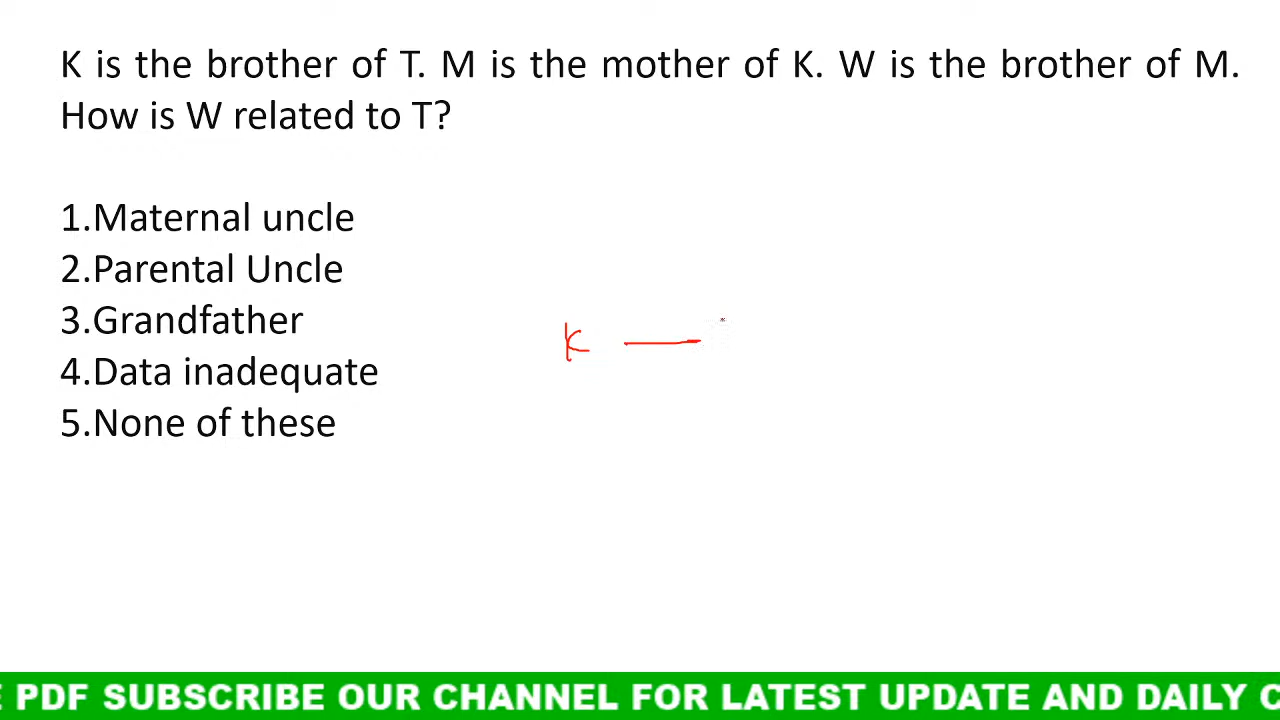 K is the brother of T. M is the mother of K. W is the brother of M.
How is W related to T?
1.Maternal uncle
2.Parental Uncle
3.Grandfather
4.Data inadequate
5.None of these
K —
PDF SUBSCRIBE OUR CHANNEL FOR LATEST UPDATE AND DAILY